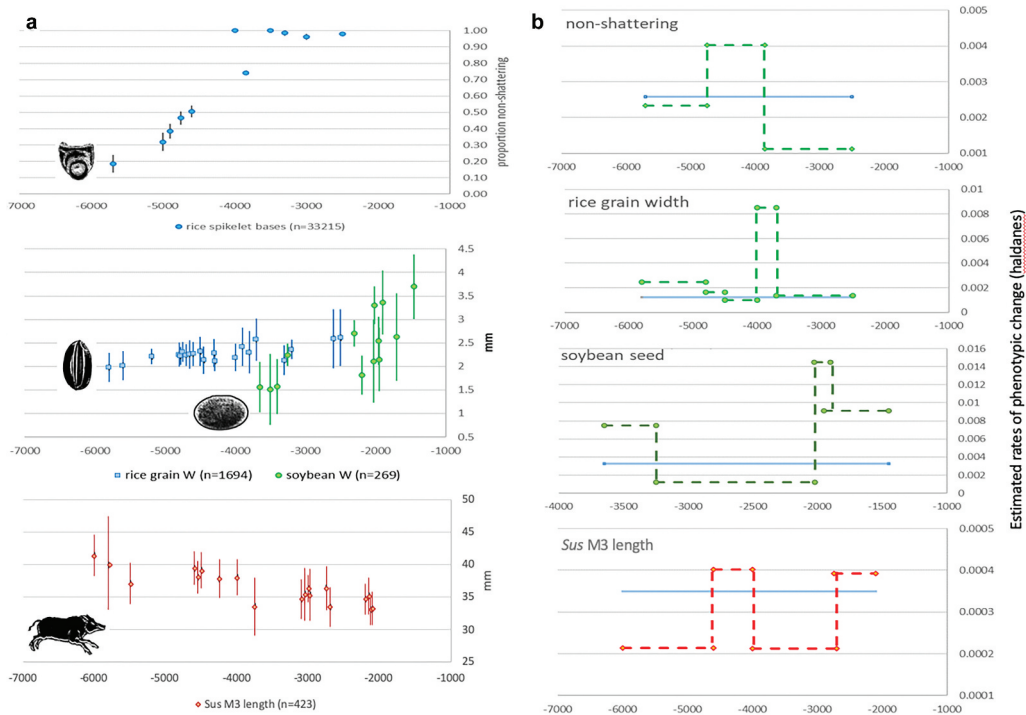 a
1.00
0.90
0.80
0.70
0.60
0.50
0.40
0.30
0.20
0.10
0.00
proportion non-shattering
-7000 -6000 -5000 -4000 -3000 -2000 -1000
rice spikelet bases (n=33215)
4.5
4
3.5
3
2.5
2
1.5
1
0.5
mm
-7000 -6000 -5000 -4000 -3000 -2000 -1000
rice grain W (n=1694) soybean W (n=269)
50
45
40
35
30
25
mm
-7000 -6000 -5000 -4000 -3000 -2000 -1000
Sus M3 length (n=423)
b
non-shattering
0.005
0.004
0.003
0.002
0.001
-7000 -6000 -5000 -4000 -3000 -2000 -1000
rice grain width
0.01
0.008
0.006
0.004
0.002
0
-7000 -6000 -5000 -4000 -3000 -2000 -1000
soybean seed
0.016
0.014
0.012
0.01
0.008
0.006
0.004
0.002
0
-4000 -3500 -3000 -2500 -2000 -1500 -1000
Sus M3 length
0.0005
0.0004
0.0003
0.0002
0.0001
-7000 -6000 -5000 -4000 -3000 -2000 -1000
Estimated rates of phenotypic change (haldanes)